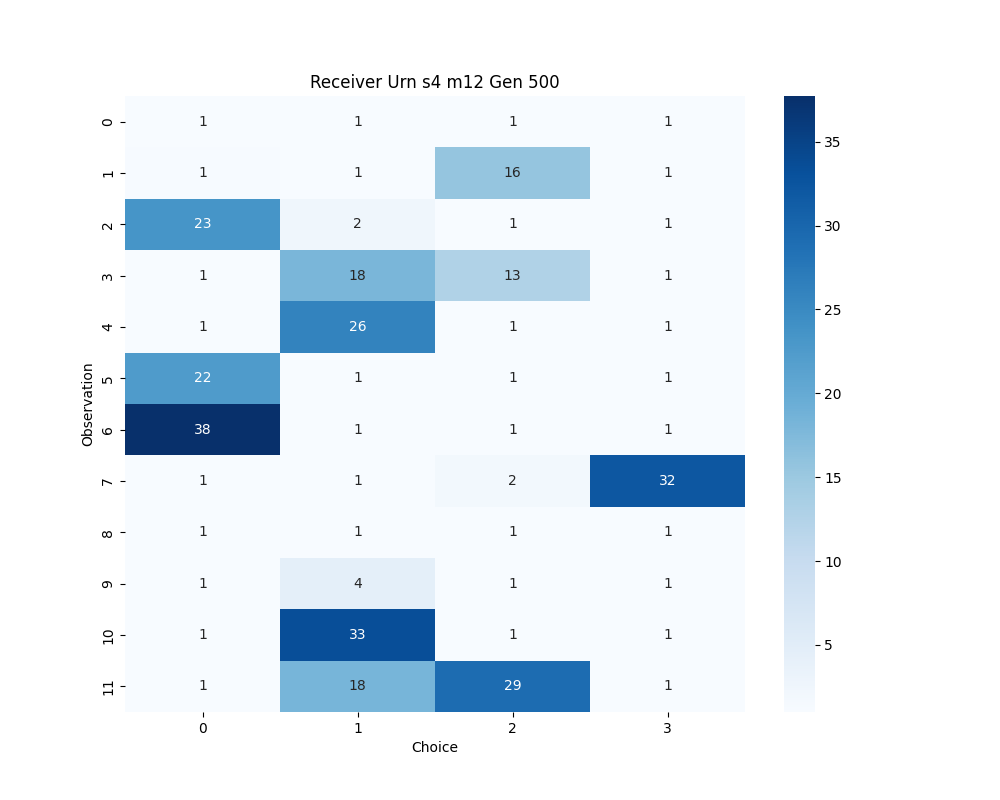 Receiver Urn s4 m12 Gen 500
0 1 1 1 1
1 1 1 16 1
2 23 2 1 1
3 1 18 13 1
4 1 26 1 1
5 22 1 1 1
6 38 1 1 1
7 1 1 2 32
8 1 1 1 1
9 1 4 1 1
10 1 33 1 1
11 1 18 29 1
0 1 2 3
Choice
Observation
35
30
25
20
15
10
5